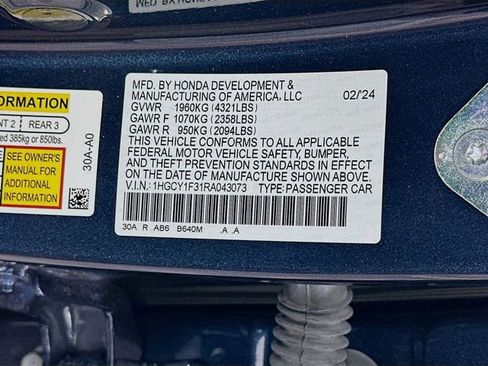 MFD. BY HONDA DEVELOPMENT &
MANUFACTURING OF AMERICA, LLC 02/24
GVWR 1960KG (4321LBS)
GAWR F 1070KG (2358LBS)
GAWR R 950KG (2094LBS)
THIS VEHICLE CONFORMS TO ALL APPLICABLE
FEDERAL MOTOR VEHICLE SAFETY, BUMPER,
AND THEFT PREVENTION STANDARDS IN EFFECT
ON THE DATE OF MANUFACTURE SHOWN ABOVE.
V.I.N.: 1HGCY1F31RA043073 TYPE: PASSENGER CAR
30A R AB6 B640M .A .A
FORMATION
NT 2 REAR 3
ed 385kg or 850lbs.
SEE OWNER'S
MANUAL FOR
ADDITIONAL
INFORMATION
30A-A0